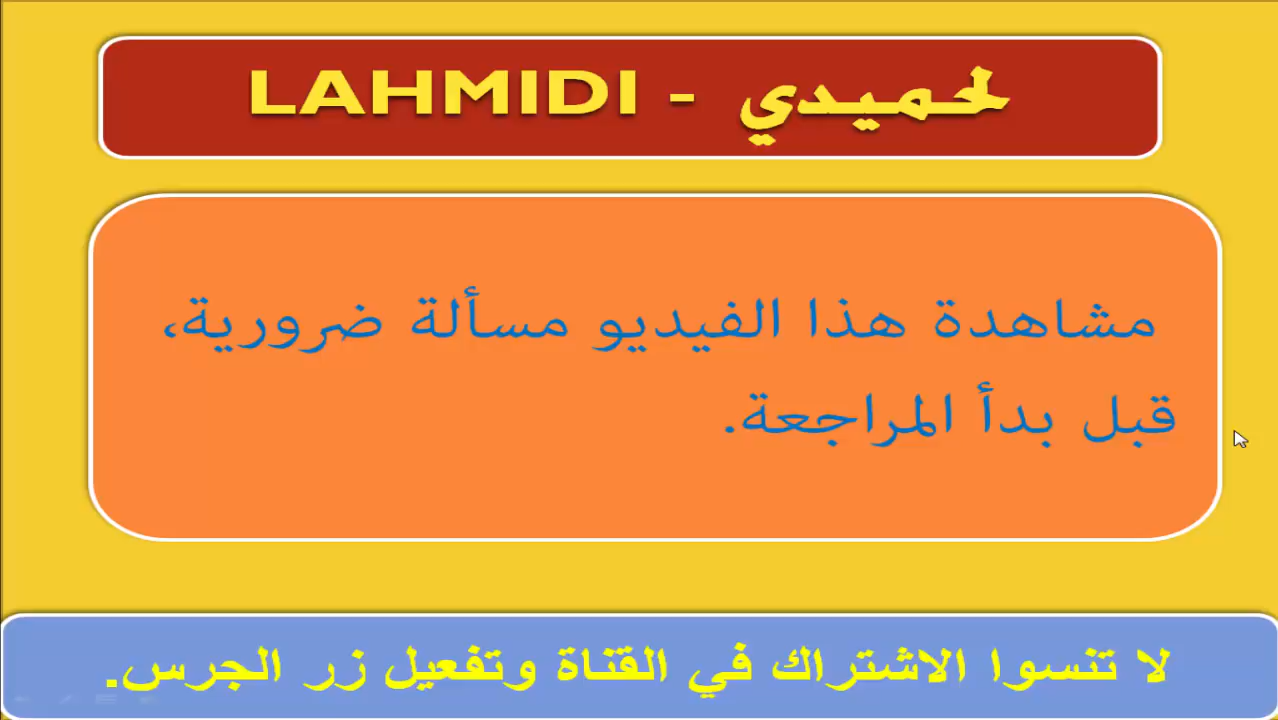 لحميدي - LAHMIDI
مشاهدة هذا الفيديو مسألة ضرورية،
قبل بدأ المراجعة.
لا تنسوا الاشتراك في القناة وتفعيل زر الجرس.